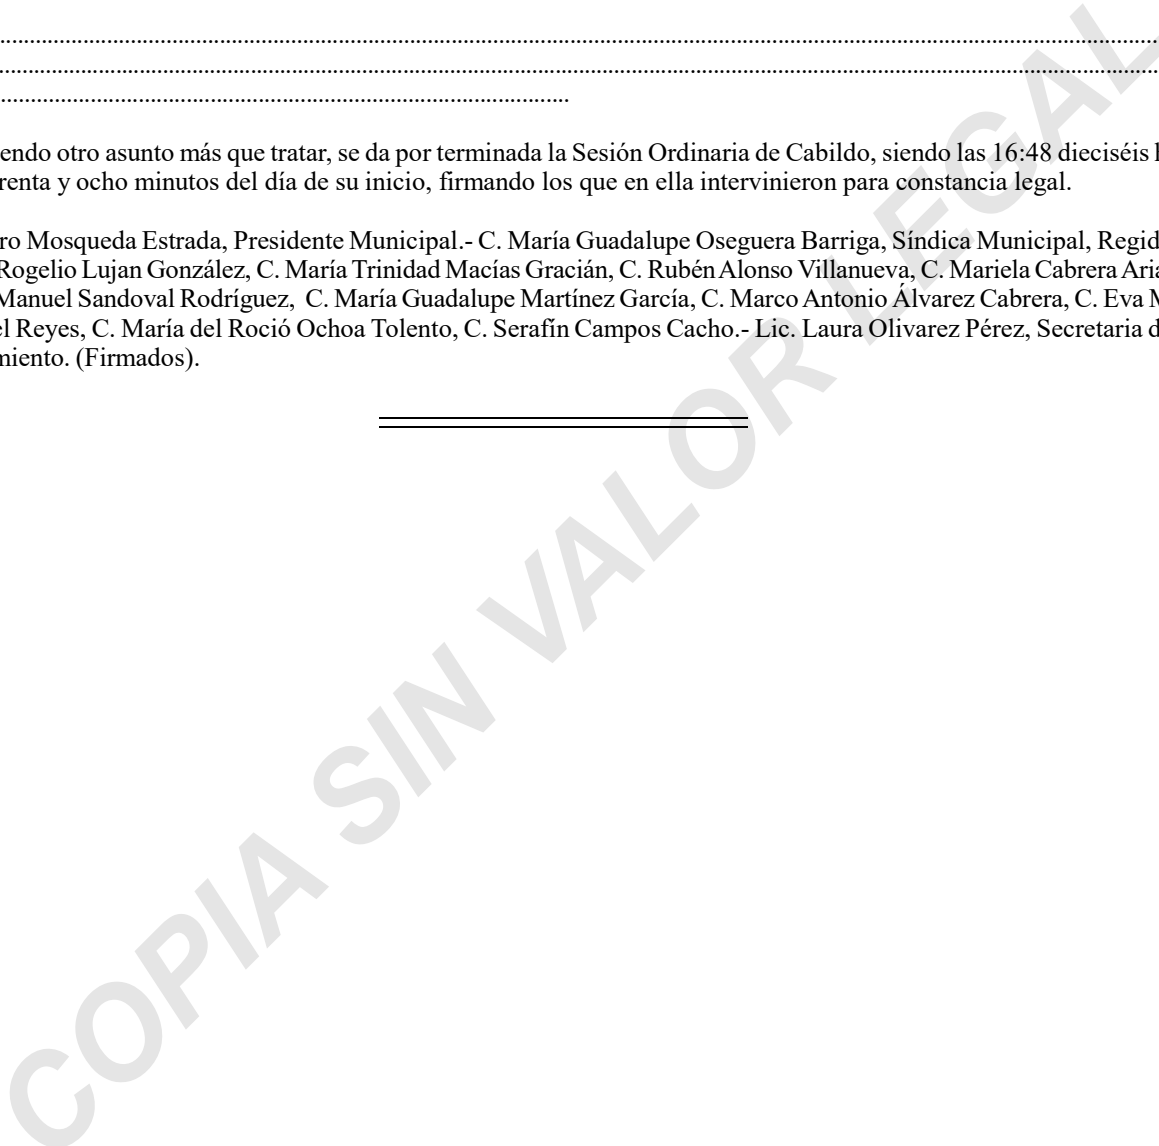 ..........................................................................................................................................................................................
..........................................................................................................................................................................................
...........................................................................................
endo otro asunto más que tratar, se da por terminada la Sesión Ordinaria de Cabildo, siendo las 16:48 dieciséis h
renta y ocho minutos del día de su inicio, firmando los que en ella intervinieron para constancia legal.
ro Mosqueda Estrada, Presidente Municipal.- C. María Guadalupe Oseguera Barriga, Síndica Municipal, Regid
Rogelio Lujan González, C. María Trinidad Macías Gracián, C. Rubén Alonso Villanueva, C. Mariela Cabrera Aria
Manuel Sandoval Rodríguez, C. María Guadalupe Martínez García, C. Marco Antonio Álvarez Cabrera, C. Eva M
el Reyes, C. María del Roció Ochoa Tolento, C. Serafín Campos Cacho.- Lic. Laura Olivarez Pérez, Secretaria d
miento. (Firmados).
COPIA SIN VALOR LEGAL